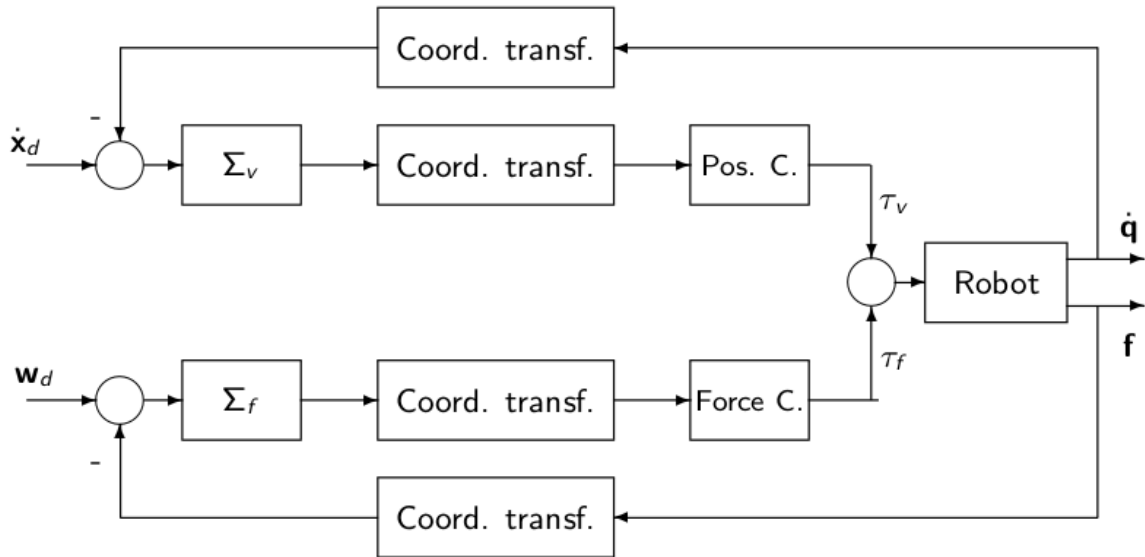 Coord. transf.
-
ẋd
Σv
Coord. transf.
Pos. C.
τv
q̇
Robot
f
τf
wd
Σf
Coord. transf.
Force C.
-
Coord. transf.